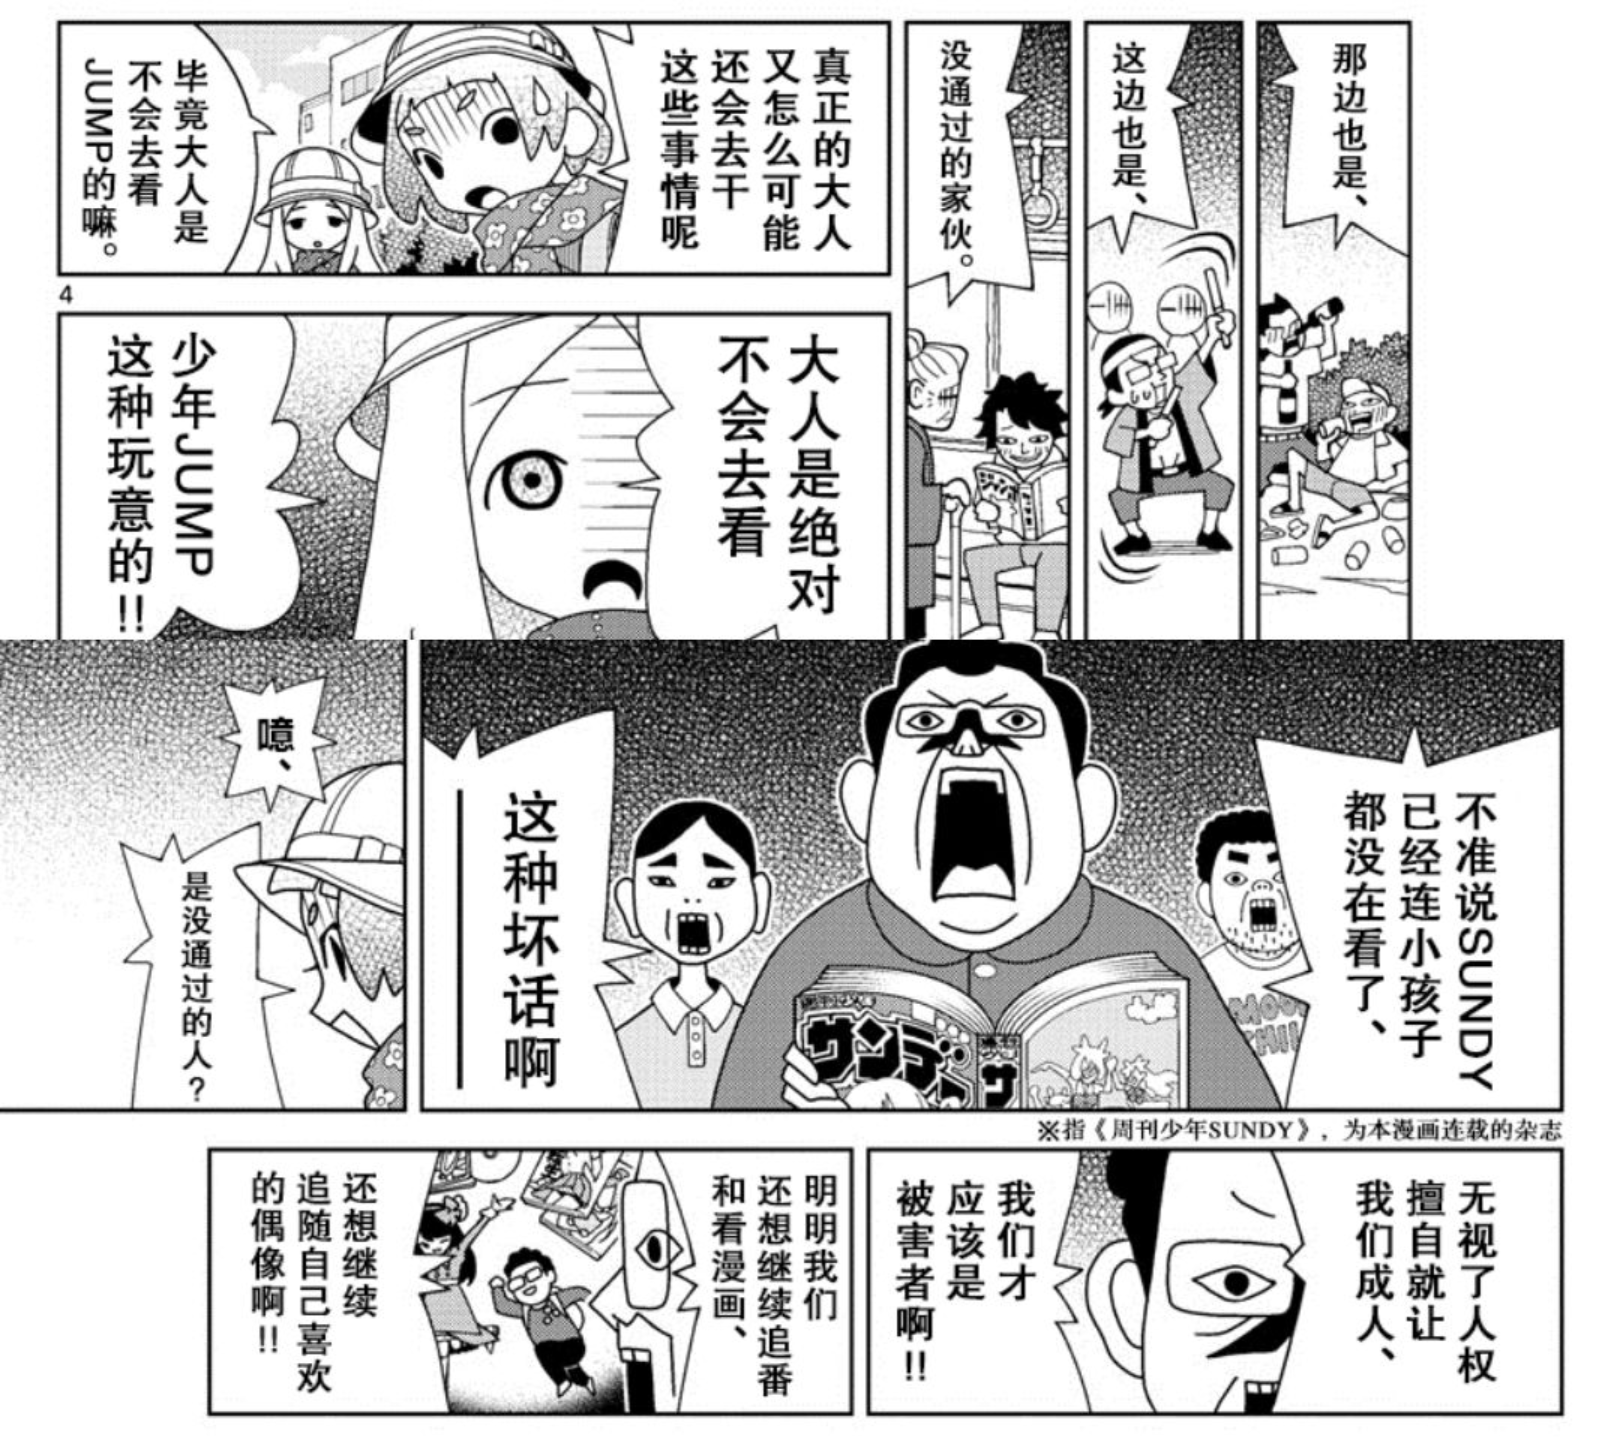 那边也是、
这边也是、
没通过的家伙。
真正的大人
又怎么可能
还会去干
这些事情呢
毕竟大人是
不会去看
JUMP的嘛。
4
大人是绝对
不会去看
少年JUMP
这种玩意的!!
不准说SUNDY
已经连小孩子
都没在看了、
这种坏话啊
サンデー
サ
噫、
是没通过的人？
※指《周刊少年SUNDY》，为本漫画连载的杂志
无视了人权
擅自就让
我们成人、
我们才
应该是
被害者啊!!
明明我们
还想继续追番
和看漫画、
还想继续
追随自己喜欢
的偶像啊!!